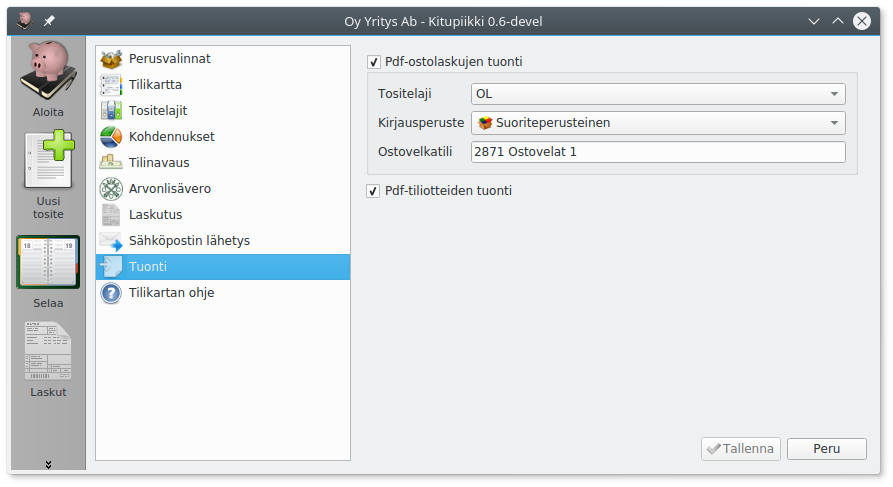 Oy Yritys Ab - Kitupiikki 0.6-devel
Aloita
Uusi
tosite
18
19
Selaa
Laskut
Perusvalinnat
Tilikartta
Tositelajit
Kohdennukset
Tilinavaus
Arvonlisävero
Laskutus
Sähköpostin lähetys
Tuonti
Tilikartan ohje
Pdf-ostolaskujen tuonti
Tositelaji OL
Kirjausperuste Suoriteperusteinen
Ostovelkatili 2871 Ostovelat 1
Pdf-tiliotteiden tuonti
Tallenna Peru